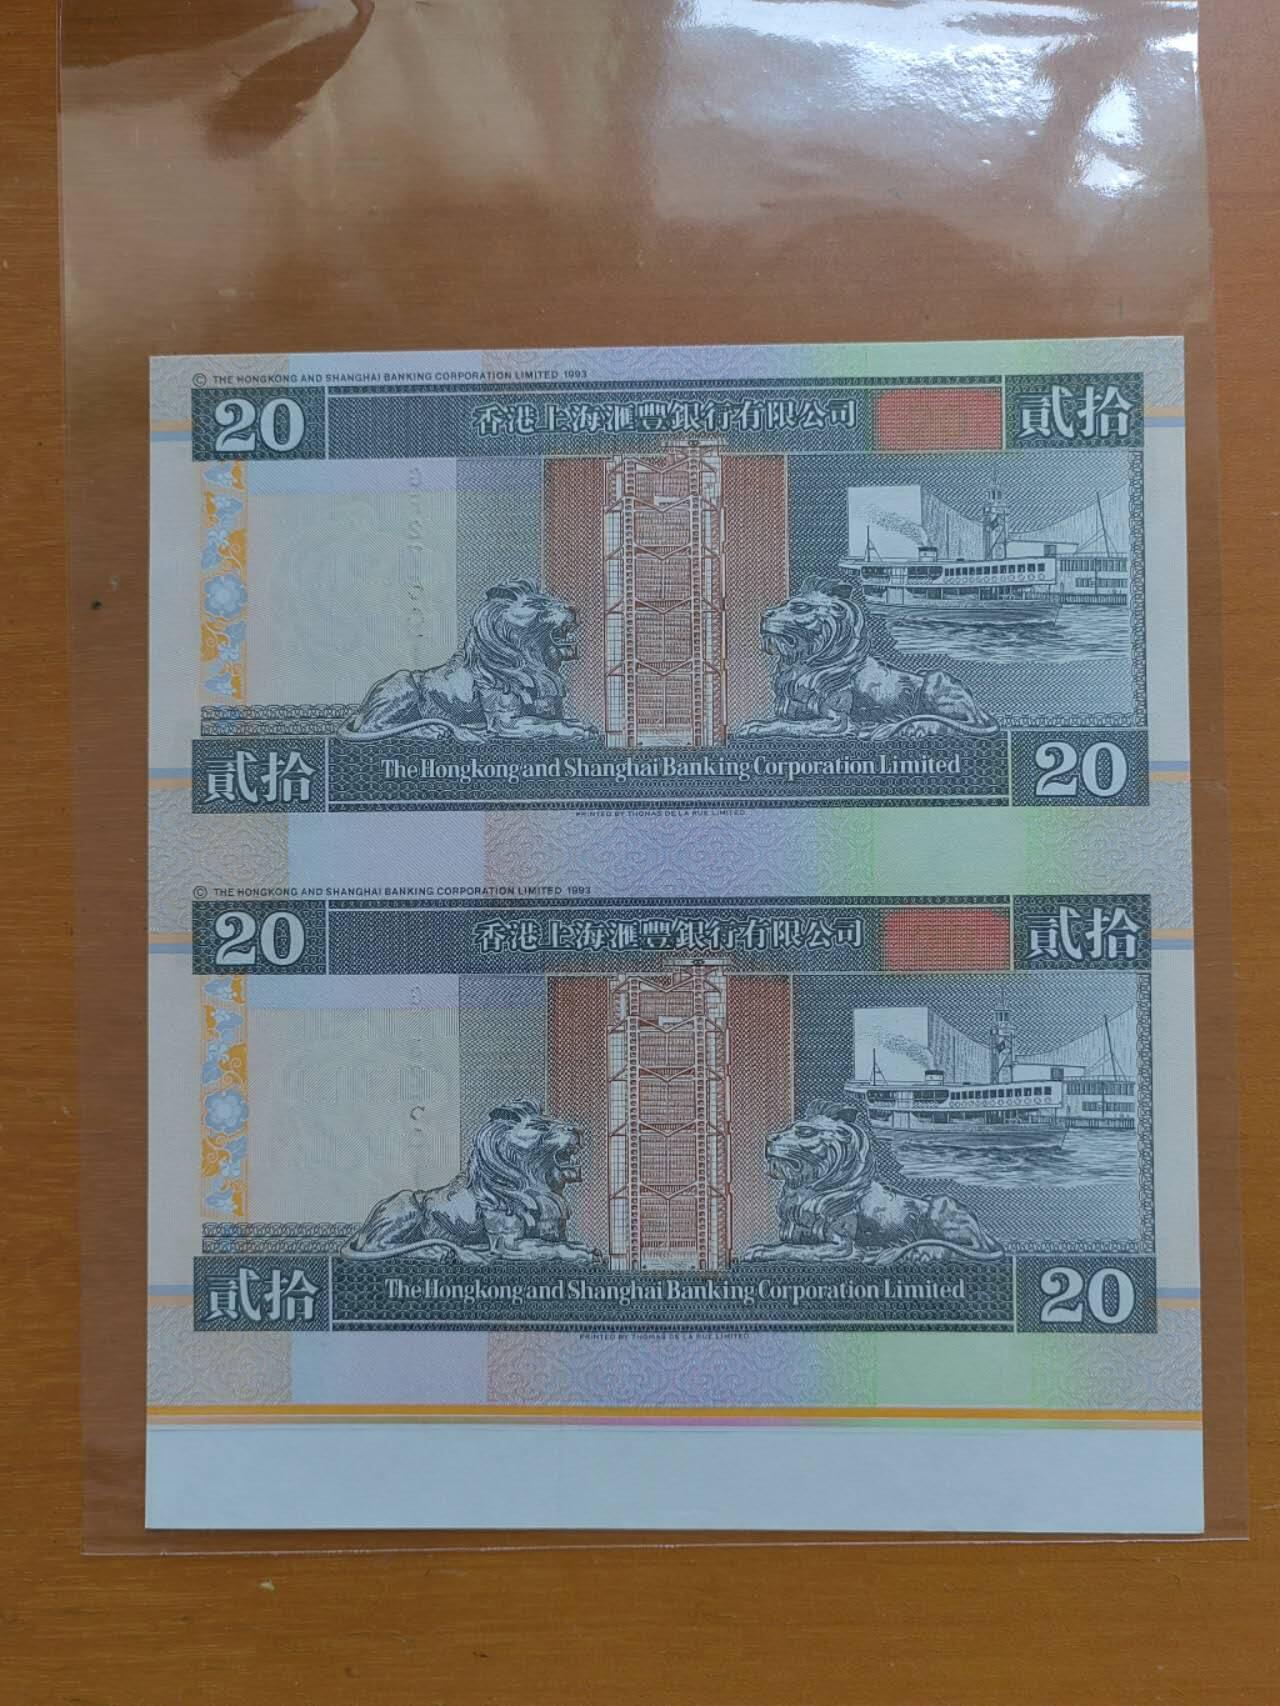 © THE HONGKONG AND SHANGHAI BANKING CORPORATION LIMITED 1993
20 香港上海滙豐銀行有限公司 貳拾
貳拾 The Hongkong and Shanghai Banking Corporation Limited 20
PRINTED BY THOMAS DE LA RUE LIMITED
© THE HONGKONG AND SHANGHAI BANKING CORPORATION LIMITED 1993
20 香港上海滙豐銀行有限公司 貳拾
貳拾 The Hongkong and Shanghai Banking Corporation Limited 20
PRINTED BY THOMAS DE LA RUE LIMITED